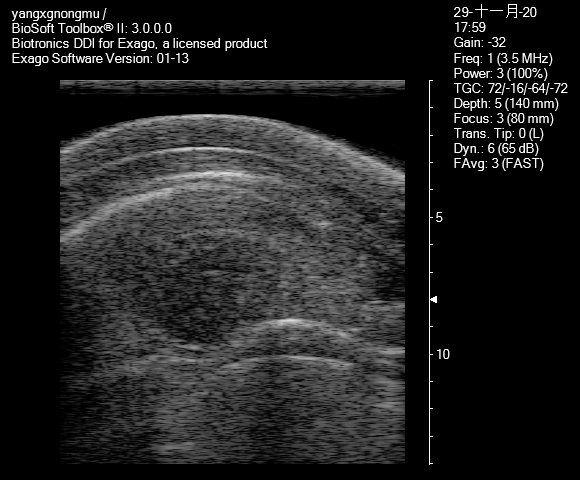 yangxgnongmu /
BioSoft Toolbox® II: 3.0.0.0
Biotronics DDI for Exago, a licensed product
Exago Software Version: 01-13
29-十一月-20
17:59
Gain: -32
Freq: 1 (3.5 MHz)
Power: 3 (100%)
TGC: 72/-16/-64/-72
Depth: 5 (140 mm)
Focus: 3 (80 mm)
Trans. Tip: 0 (L)
Dyn.: 6 (65 dB)
FAvg: 3 (FAST)
5
10